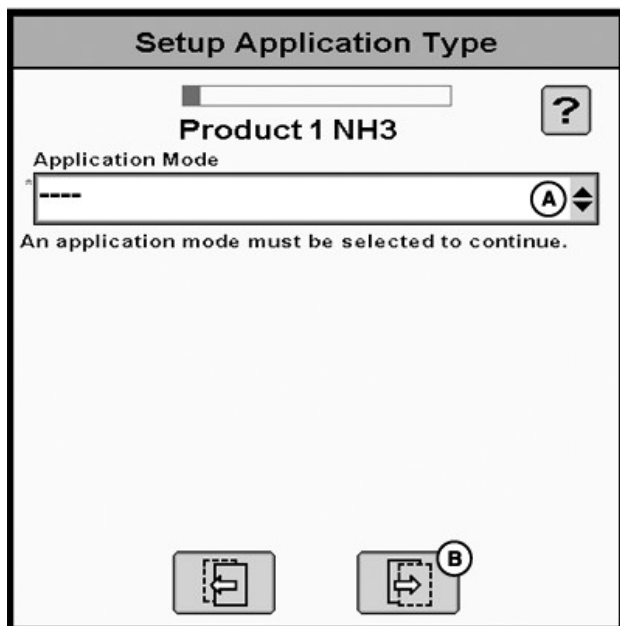 Setup Application Type
?
Product 1 NH3
Application Mode
*----
A
An application mode must be selected to continue.
B